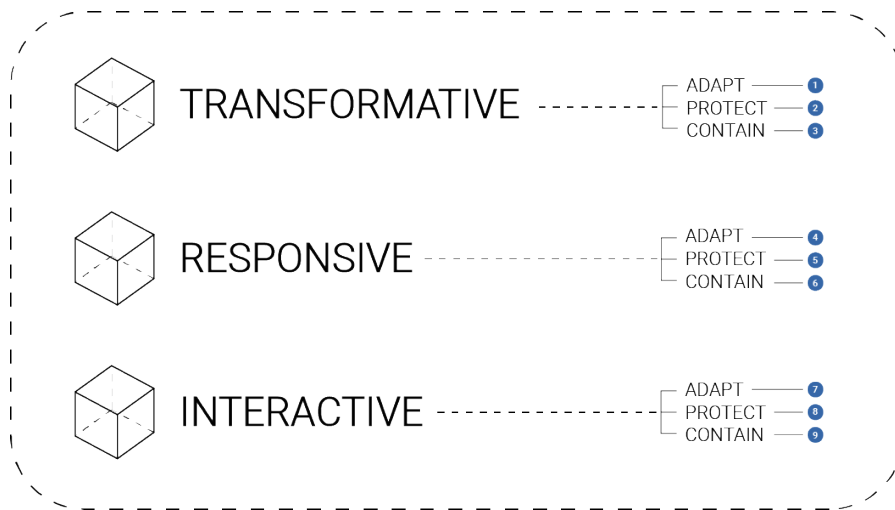 TRANSFORMATIVE
ADAPT 1
PROTECT 2
CONTAIN 3
RESPONSIVE
ADAPT 4
PROTECT 5
CONTAIN 6
INTERACTIVE
ADAPT 7
PROTECT 8
CONTAIN 9